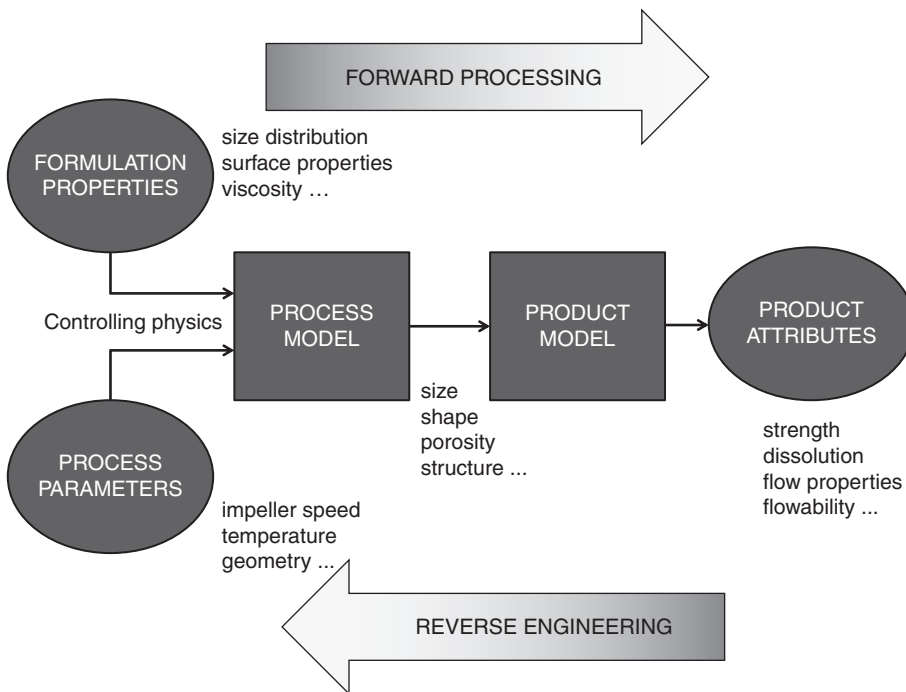 FORWARD PROCESSING
FORMULATION
PROPERTIES
size distribution
surface properties
viscosity ...
Controlling physics
PROCESS
MODEL
PRODUCT
MODEL
PRODUCT
ATTRIBUTES
size
shape
porosity
structure ...
PROCESS
PARAMETERS
impeller speed
temperature
geometry ...
strength
dissolution
flow properties
flowability ...
REVERSE ENGINEERING